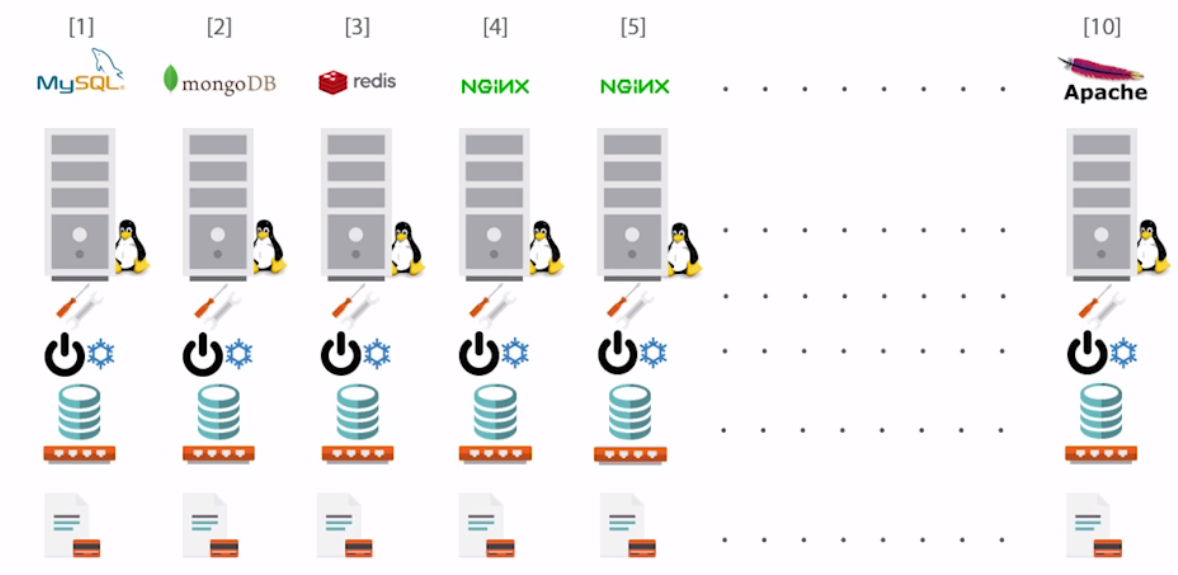 [1] [2] [3] [4] [5] [10]
MySQL® mongoDB redis NGiNX NGiNX Apache